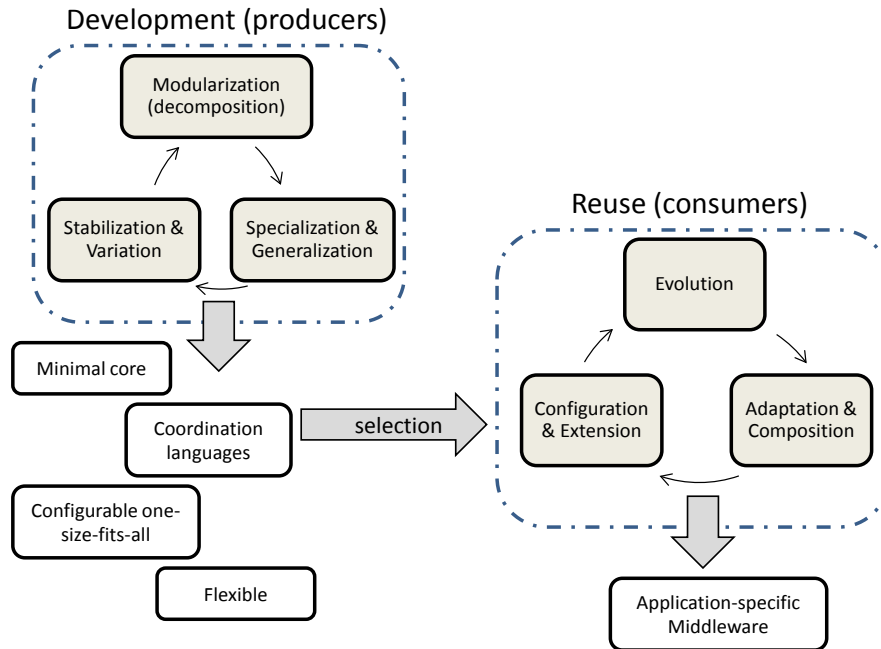 Development (producers)
Modularization
(decomposition)
Stabilization &
Variation
Specialization &
Generalization
Minimal core
Coordination
languages
Configurable one-
size-fits-all
Flexible
selection
Reuse (consumers)
Evolution
Configuration
& Extension
Adaptation &
Composition
Application-specific
Middleware